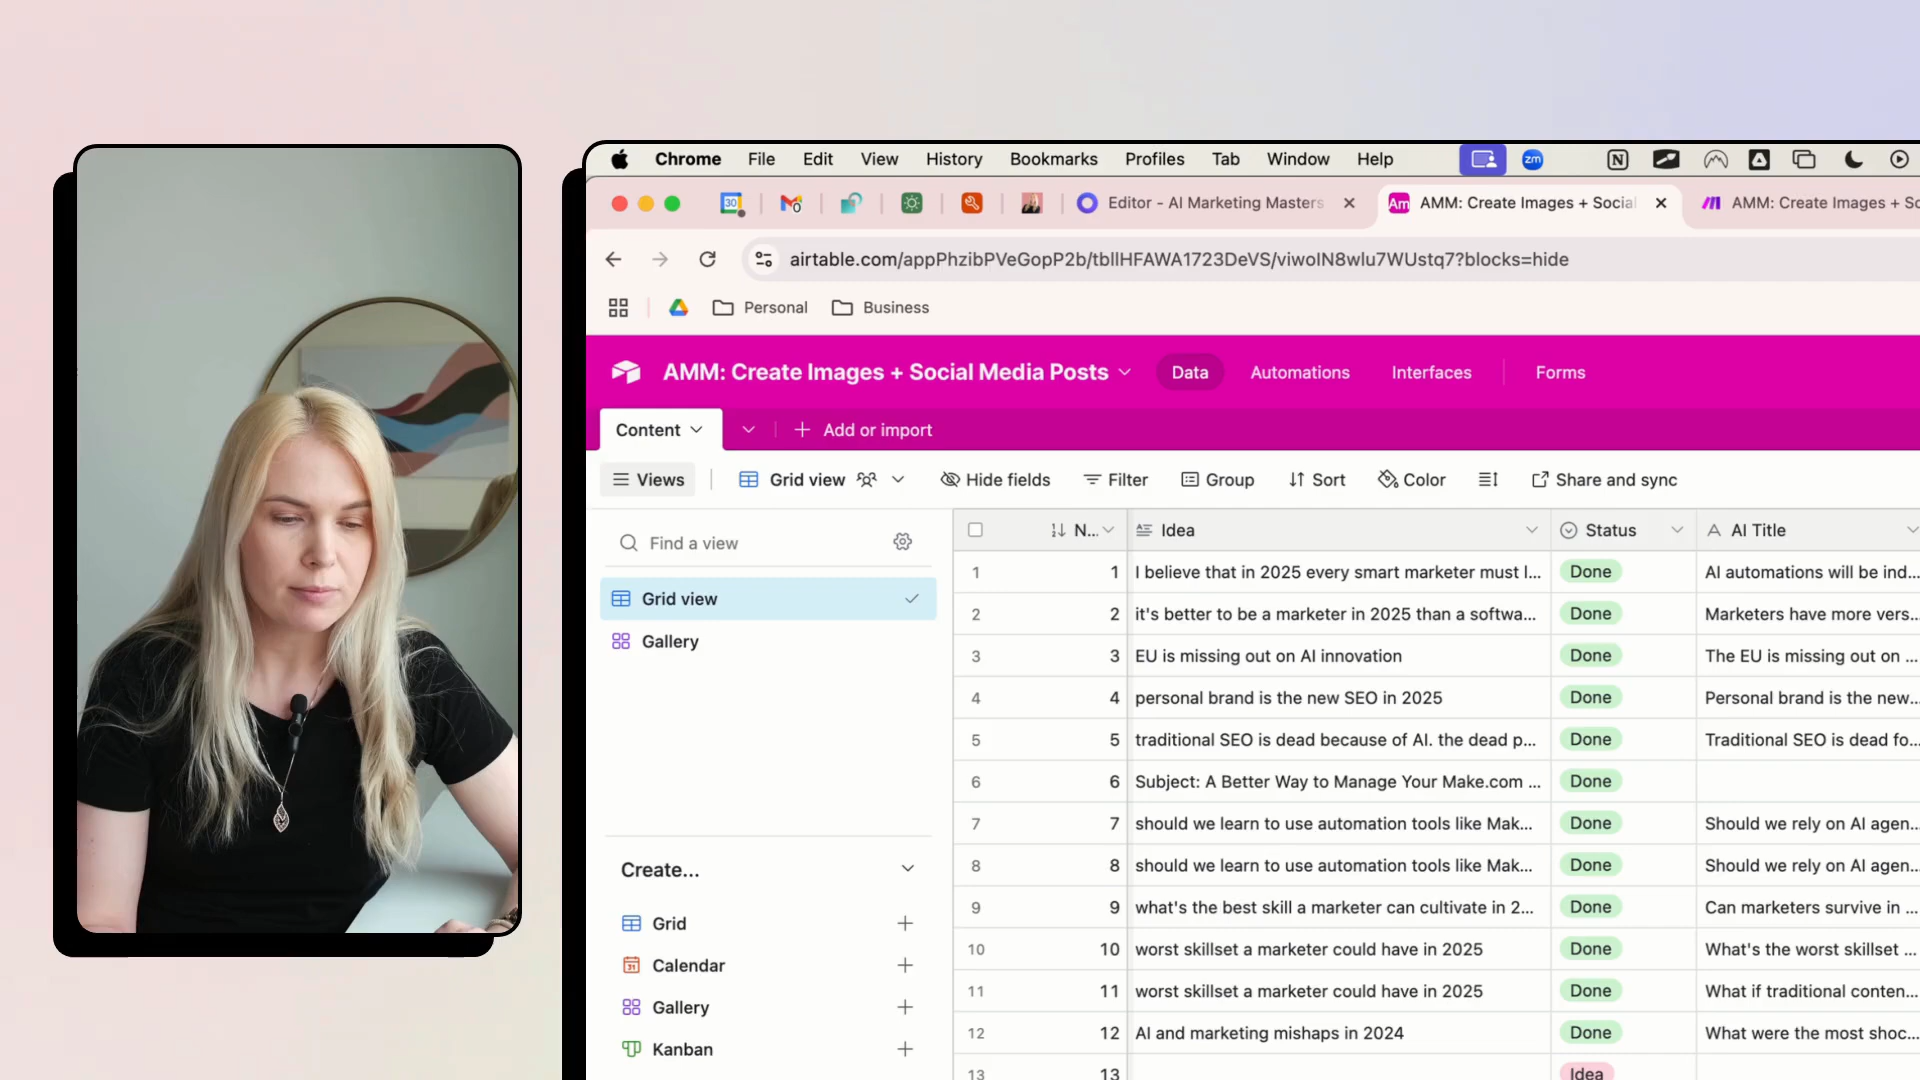 Chrome File Edit View History Bookmarks Profiles Tab Window Help
zm
30
0
Editor - AI Marketing Masters
Am AMM: Create Images + Social
AMM: Create Images + Sc
airtable.com/appPhzibPVeGopP2b/tbllHFAWA1723DeVS/viwoIN8wlu7WUstq7?blocks=hide
Personal Business
AMM: Create Images + Social Media Posts Data Automations Interfaces Forms
Content Add or import
Views Grid view Hide fields Filter Group Sort Color Share and sync
Find a view
Grid view
Gallery
Create...
Grid
31 Calendar
Gallery
Kanban
N... Idea Status AI Title
1 1 I believe that in 2025 every smart marketer must l... Done AI automations will be ind...
2 2 it's better to be a marketer in 2025 than a softwa... Done Marketers have more vers...
3 3 EU is missing out on AI innovation Done The EU is missing out on ...
4 4 personal brand is the new SEO in 2025 Done Personal brand is the new...
5 5 traditional SEO is dead because of AI. the dead p... Done Traditional SEO is dead fo...
6 6 Subject: A Better Way to Manage Your Make.com ... Done
7 7 should we learn to use automation tools like Mak... Done Should we rely on AI agen...
8 8 should we learn to use automation tools like Mak... Done Should we rely on AI agen...
9 9 what's the best skill a marketer can cultivate in 2... Done Can marketers survive in ...
10 10 worst skillset a marketer could have in 2025 Done What's the worst skillset ...
11 11 worst skillset a marketer could have in 2025 Done What if traditional conten...
12 12 AI and marketing mishaps in 2024 Done What were the most shoc...
13 13 Idea